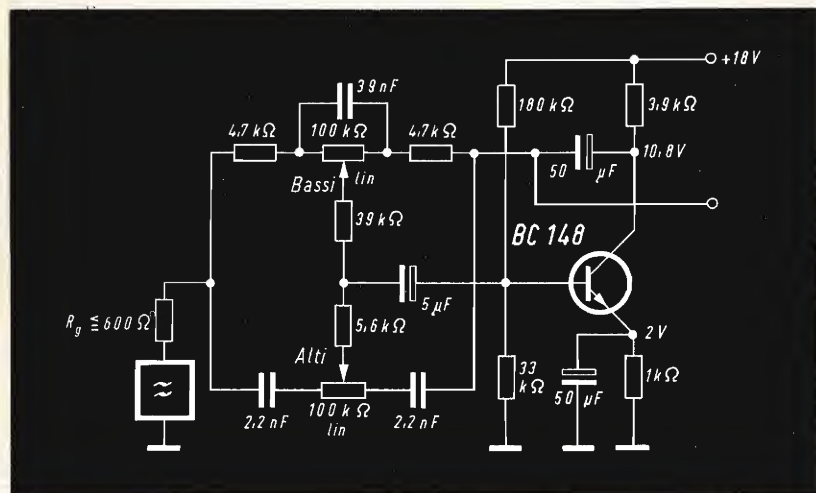 39 nF
+18V
4,7 kΩ
100 kΩ
4,7 kΩ
180 kΩ
3,9 kΩ
Bassi
lin
50 µF
10,8V
39 kΩ
BC 148
5 µF
Rg ≦ 600 Ω
5,6 kΩ
2V
Alti
33 kΩ
50 µF
1 kΩ
2,2 nF
100 kΩ
2,2 nF
lin